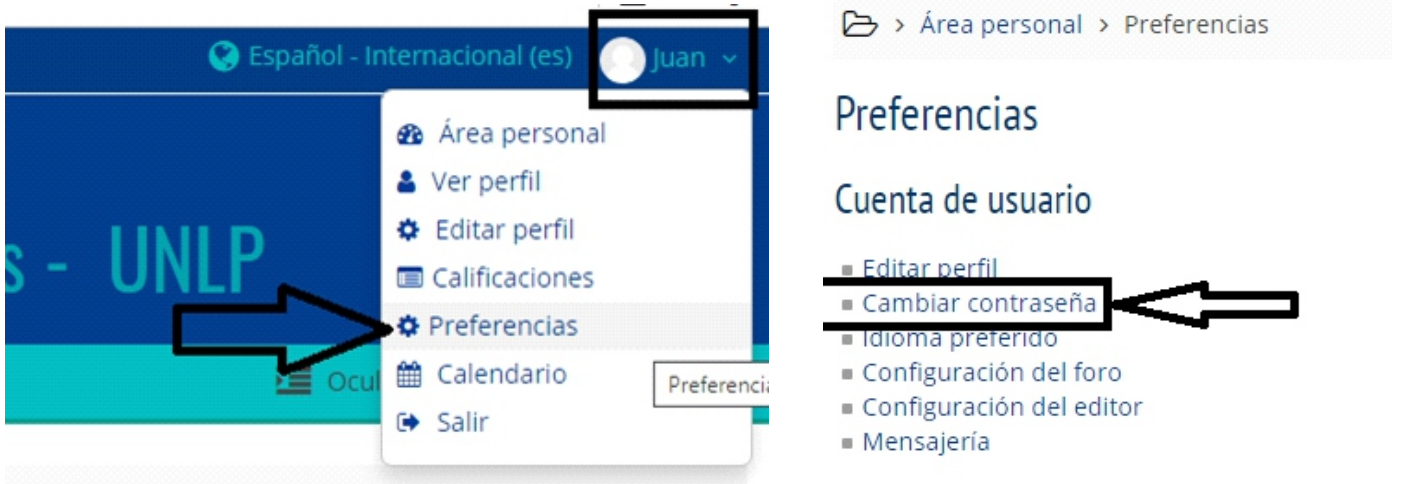 Español - Internacional (es)
Juan
Área personal
Ver perfil
Editar perfil
s - UNLP
Calificaciones
Preferencias
Ocul
Calendario
Preferencia
Salir
> Área personal > Preferencias
Preferencias
Cuenta de usuario
Editar perfil
Cambiar contraseña
Idioma preferido
Configuración del foro
Configuración del editor
Mensajería